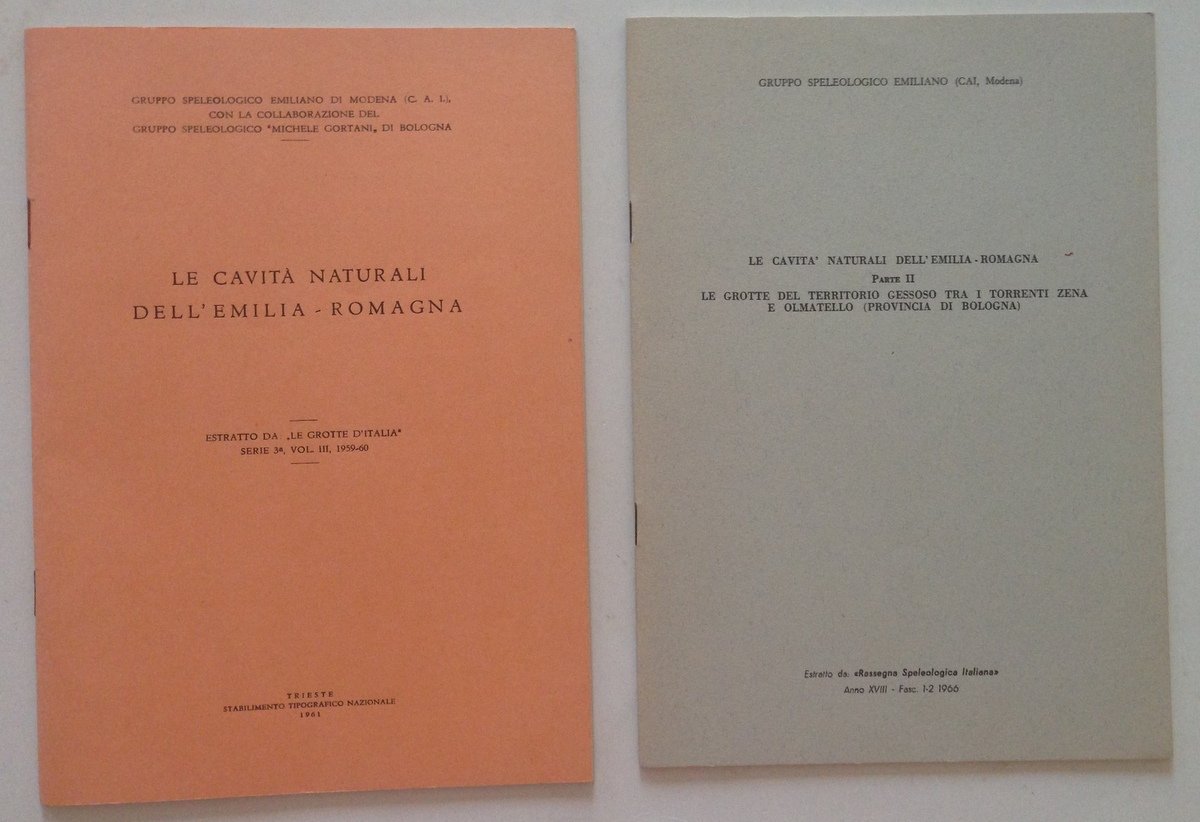 GRUPPO SPELEOLOGICO EMILIANO DI MODENA (C. A. I.),
CON LA COLLABORAZIONE DEL
GRUPPO SPELEOLOGICO "MICHELE GORTANI„ DI BOLOGNA
LE CAVITÀ NATURALI
DELL'EMILIA - ROMAGNA
ESTRATTO DA: „LE GROTTE D'ITALIA"
SERIE 3ª, VOL. III, 1959-60
TRIESTE
STABILIMENTO TIPOGRAFICO NAZIONALE
1961
GRUPPO SPELEOLOGICO EMILIANO (CAI, Modena)
LE CAVITA' NATURALI DELL'EMILIA - ROMAGNA
PARTE II
LE GROTTE DEL TERRITORIO GESSOSO TRA I TORRENTI ZENA
E OLMATELLO (PROVINCIA DI BOLOGNA)
Estratto da: «Rassegna Speleologica Italiana»
Anno XVIII - Fasc. 1-2 1966